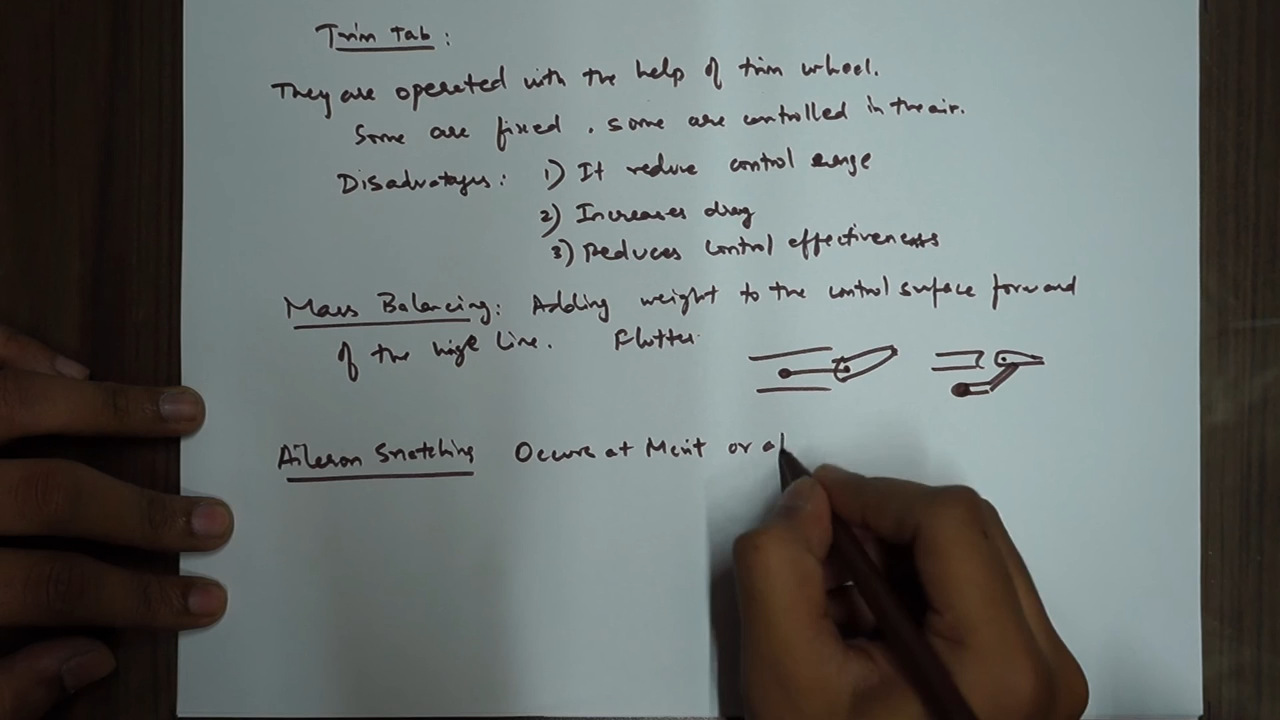 Trim Tab :
They are operated with the help of trim wheel.
Some are fixed, some are controlled in the air.
Disadvatages : 1) It reduce control range
2) Increases drag
3) Reduces control effectiveness
Mass Balancing : Adding weight to the control surface forward
of the hige line. Flutter.
Aileron Snatching Occurs at Mcrit or a